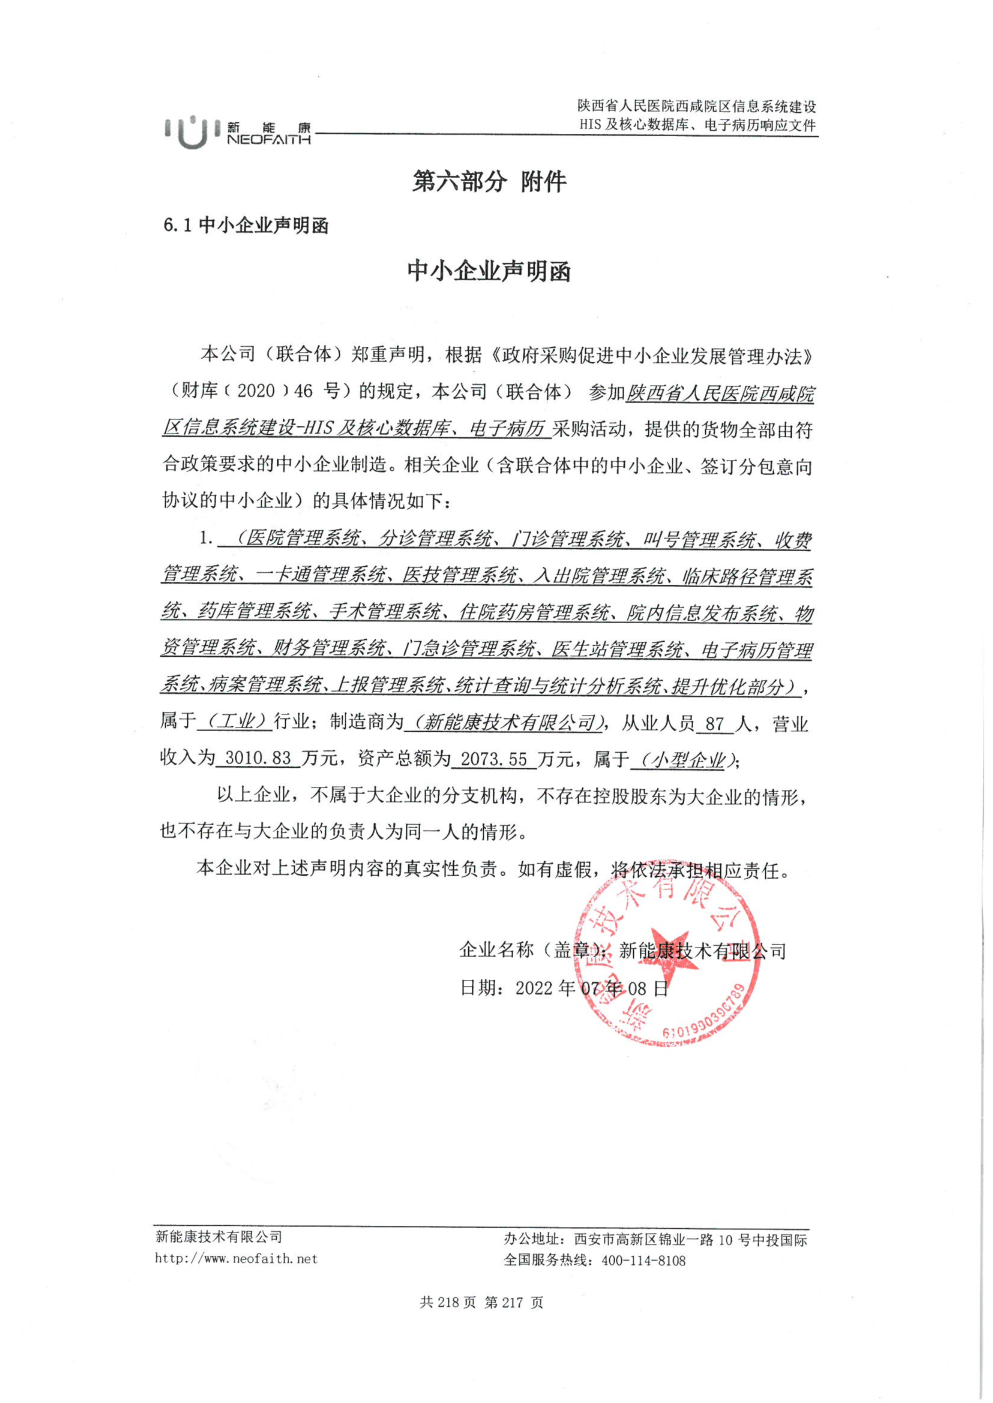 陕西省人民医院西咸院区信息系统建设
新 能 康
NEOFAITH
HIS 及核心数据库、电子病历响应文件
第六部分 附件
6.1 中小企业声明函
中小企业声明函
本公司（联合体）郑重声明，根据《政府采购促进中小企业发展管理办法》
（财库﹝2020﹞46 号）的规定，本公司（联合体） 参加陕西省人民医院西咸院
区信息系统建设-HIS 及核心数据库、电子病历 采购活动，提供的货物全部由符
合政策要求的中小企业制造。相关企业（含联合体中的中小企业、签订分包意向
协议的中小企业）的具体情况如下：
1. （医院管理系统、分诊管理系统、门诊管理系统、叫号管理系统、收费
管理系统、一卡通管理系统、医技管理系统、入出院管理系统、临床路径管理系
统、药库管理系统、手术管理系统、住院药房管理系统、院内信息发布系统、物
资管理系统、财务管理系统、门急诊管理系统、医生站管理系统、电子病历管理
系统、病案管理系统、上报管理系统、统计查询与统计分析系统、提升优化部分），
属于（工业）行业；制造商为（新能康技术有限公司），从业人员 87 人，营业
收入为 3010.83 万元，资产总额为 2073.55 万元，属于（小型企业）；
以上企业，不属于大企业的分支机构，不存在控股股东为大企业的情形，
也不存在与大企业的负责人为同一人的情形。
本企业对上述声明内容的真实性负责。如有虚假，将依法承担相应责任。
企业名称（盖章）：新能康技术有限公司
日期：2022 年 07 年 08 日
新能康技术有限公司
新能康技术有限公司
http://www.neofaith.net
办公地址：西安市高新区锦业一路 10 号中投国际
全国服务热线：400-114-8108
共 218 页 第 217 页